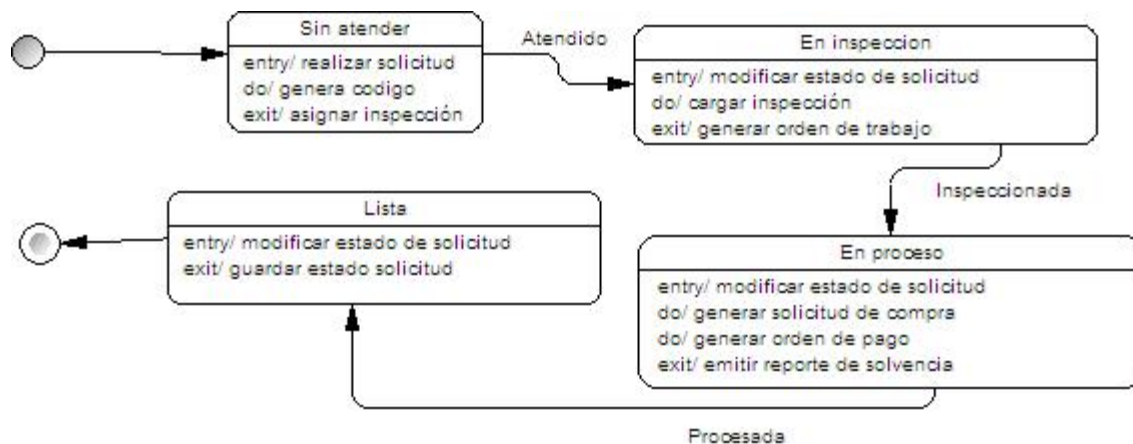 Sin atender
entry/ realizar solicitud
do/ genera codigo
exit/ asignar inspección
Atendido
En inspeccion
entry/ modificar estado de solicitud
do/ cargar inspección
exit/ generar orden de trabajo
Inspeccionada
Lista
entry/ modificar estado de solicitud
exit/ guardar estado solicitud
En proceso
entry/ modificar estado de solicitud
do/ generar solicitud de compra
do/ generar orden de pago
exit/ emitir reporte de solvencia
Procesada